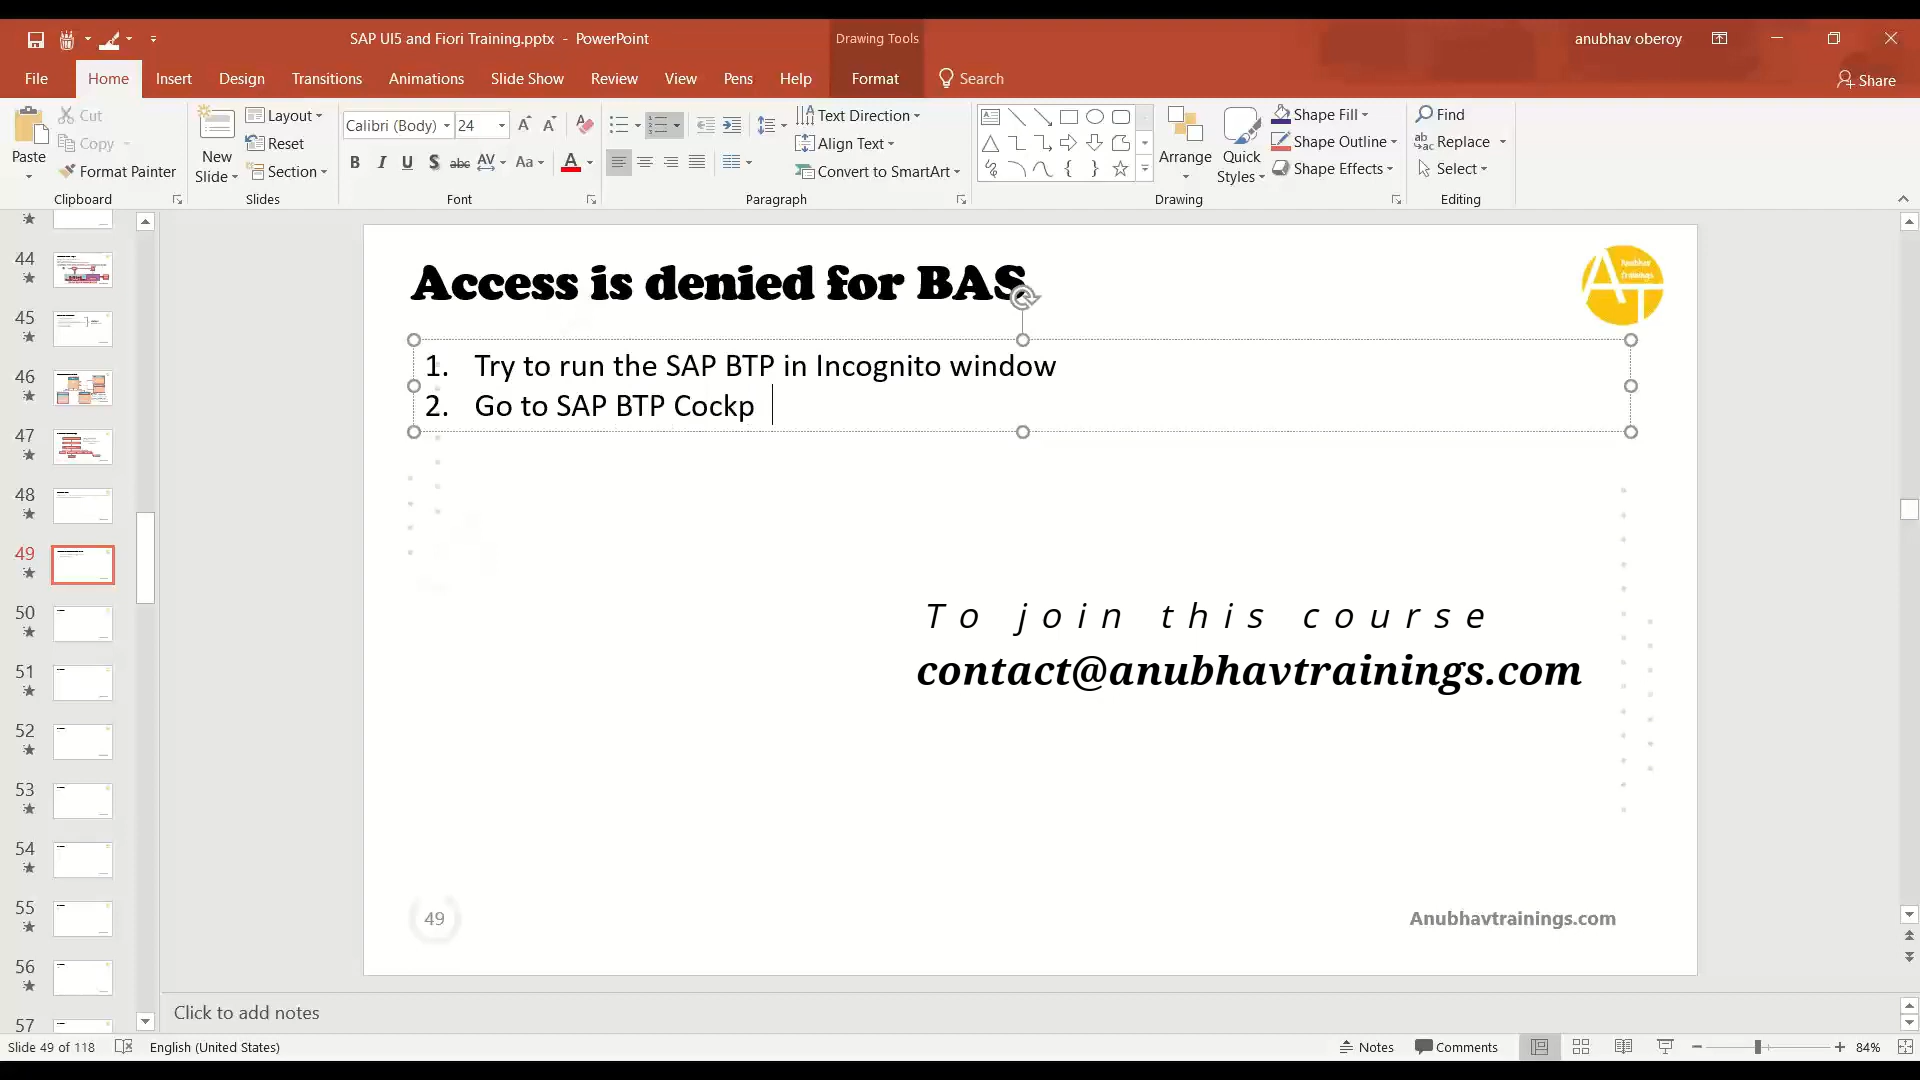 SAP UI5 and Fiori Training.pptx - PowerPoint
Drawing Tools
anubhav oberoy
File Home Insert Design Transitions Animations Slide Show Review View Pens Help Format Search Share
Paste
Cut
Copy
Format Painter
Clipboard
New Slide
Layout
Reset
Section
Slides
Calibri (Body) 24
B I U S abc AV Aa A
Font
Text Direction
Align Text
Convert to SmartArt
Paragraph
Arrange
Quick Styles
Shape Fill
Shape Outline
Shape Effects
Drawing
Find
Replace
Select
Editing
44
45
46
47
48
49
50
51
52
53
54
55
56
57
Access is denied for BAS
Anubhav
Trainings
AT
1. Try to run the SAP BTP in Incognito window
2. Go to SAP BTP Cockp
To join this course
contact@anubhavtrainings.com
49
Anubhavtrainings.com
Click to add notes
Slide 49 of 118
English (United States)
Notes
Comments
84%